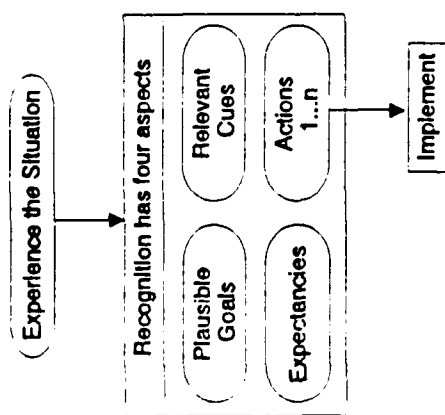 Experience the Situation
Recognition has four aspects
Plausible
Goals
Relevant
Cues
Expectancies
Actions
1...n
Implement